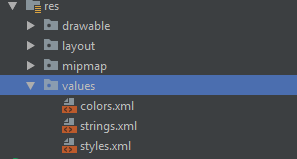 res
drawable
layout
mipmap
values
colors.xml
strings.xml
styles.xml